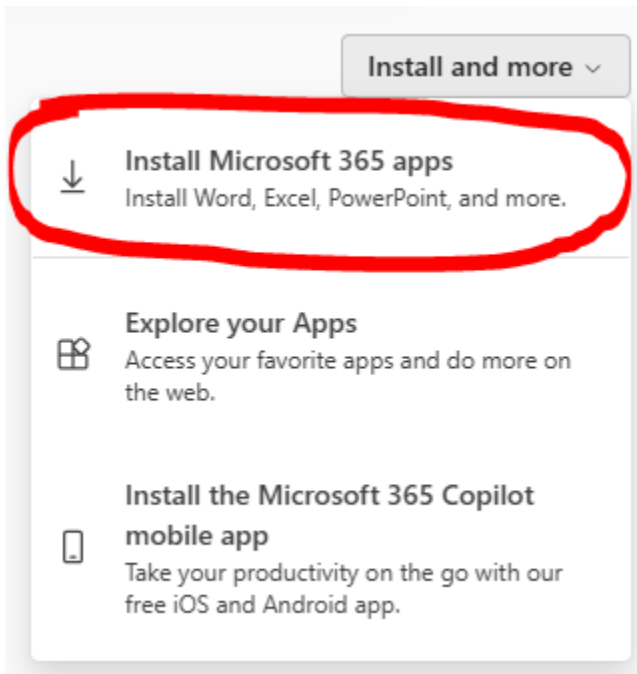 Install and more
Install Microsoft 365 apps
Install Word, Excel, PowerPoint, and more.
Explore your Apps
Access your favorite apps and do more on
the web.
Install the Microsoft 365 Copilot
mobile app
Take your productivity on the go with our
free iOS and Android app.